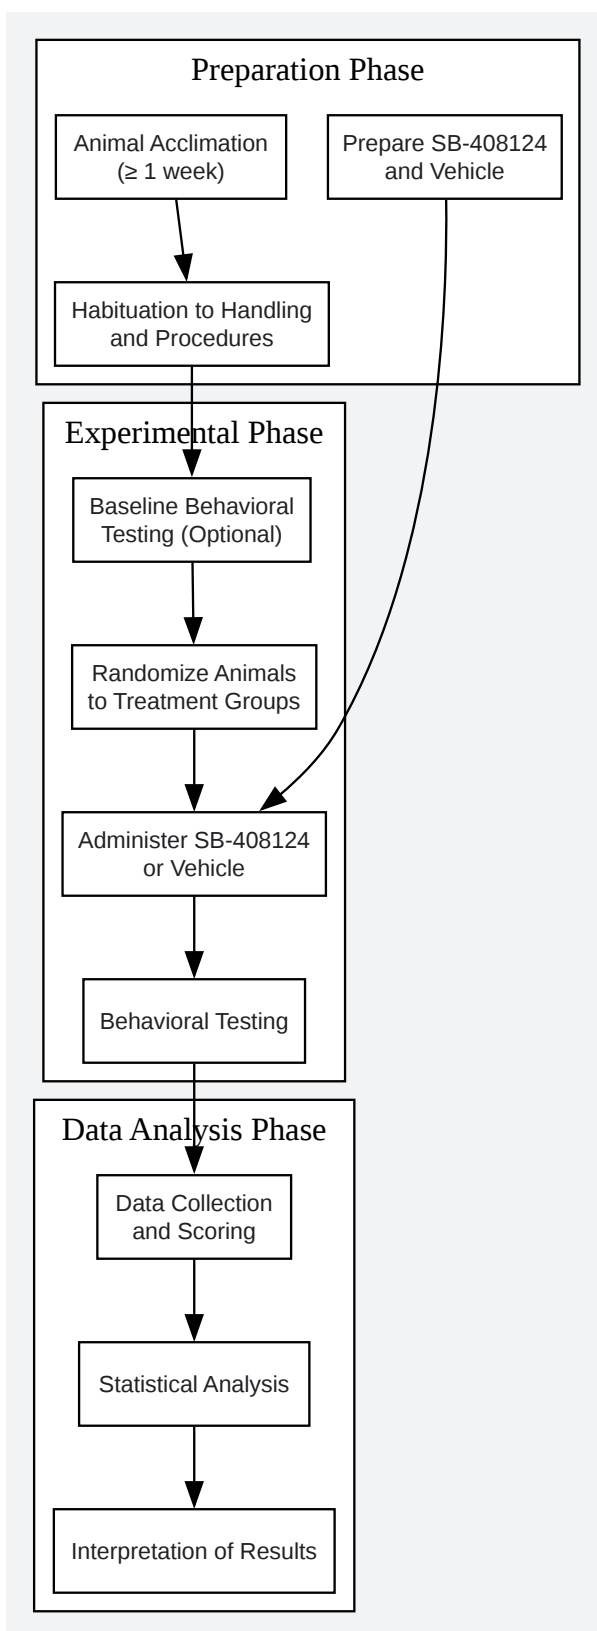 Preparation Phase
Animal Acclimation
(≥ 1 week)
Prepare SB-408124
and Vehicle
Habituation to Handling
and Procedures
Experimental Phase
Baseline Behavioral
Testing (Optional)
Randomize Animals
to Treatment Groups
Administer SB-408124
or Vehicle
Behavioral Testing
Data Analysis Phase
Data Collection
and Scoring
Statistical Analysis
Interpretation of Results